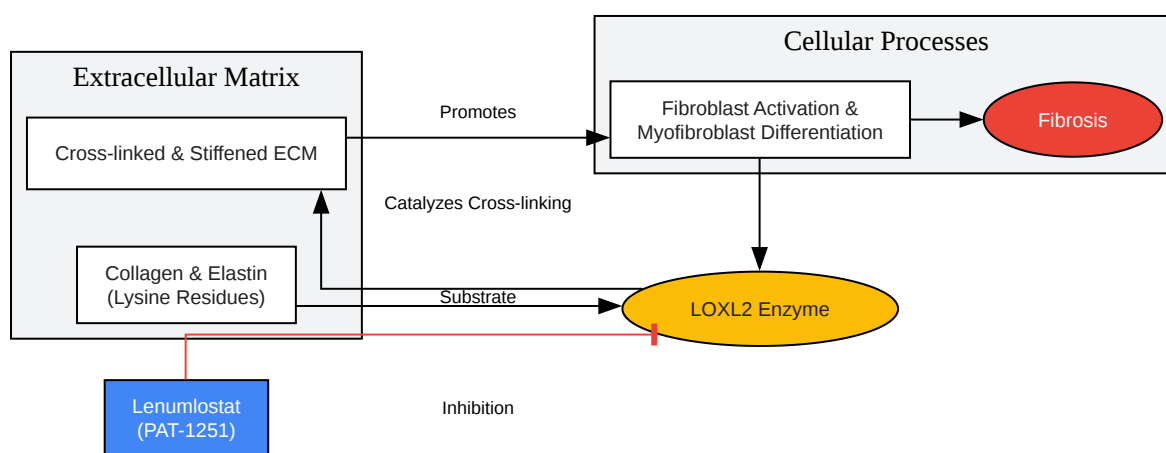 Cellular Processes
Extracellular Matrix
Promotes
Fibroblast Activation &
Myofibroblast Differentiation
Fibrosis
Cross-linked & Stiffened ECM
Catalyzes Cross-linking
Collagen & Elastin
(Lysine Residues)
Substrate
LOXL2 Enzyme
Lenumlostat
(PAT-1251)
Inhibition